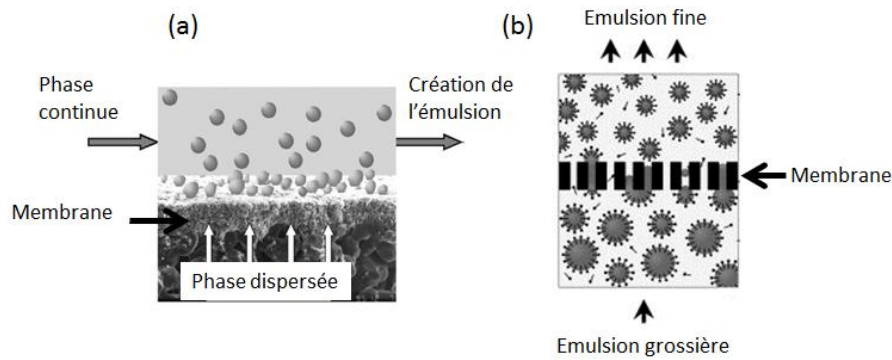 (a)
Phase
continue
Création de
l'émulsion
Membrane
Phase dispersée
(b)
Emulsion fine
Membrane
Emulsion grossière